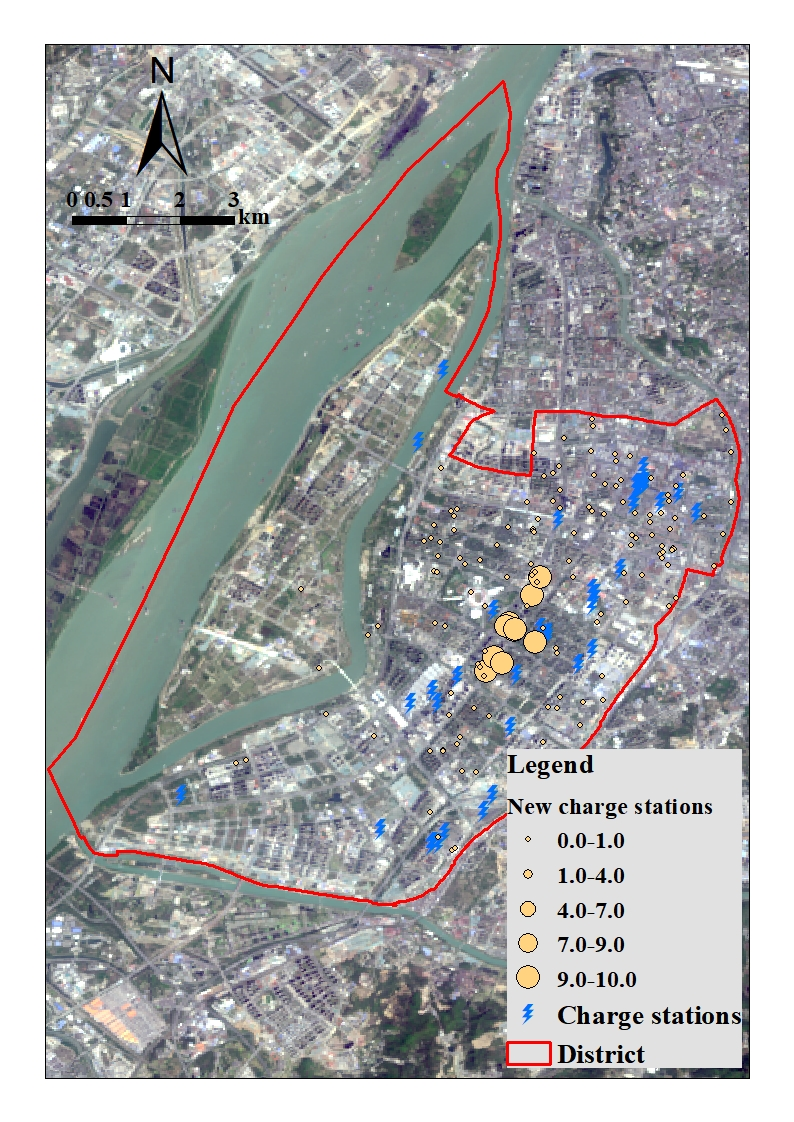 N
0 0.5 1 2 3
km
Legend
New charge stations
0.0-1.0
1.0-4.0
4.0-7.0
7.0-9.0
9.0-10.0
Charge stations
District